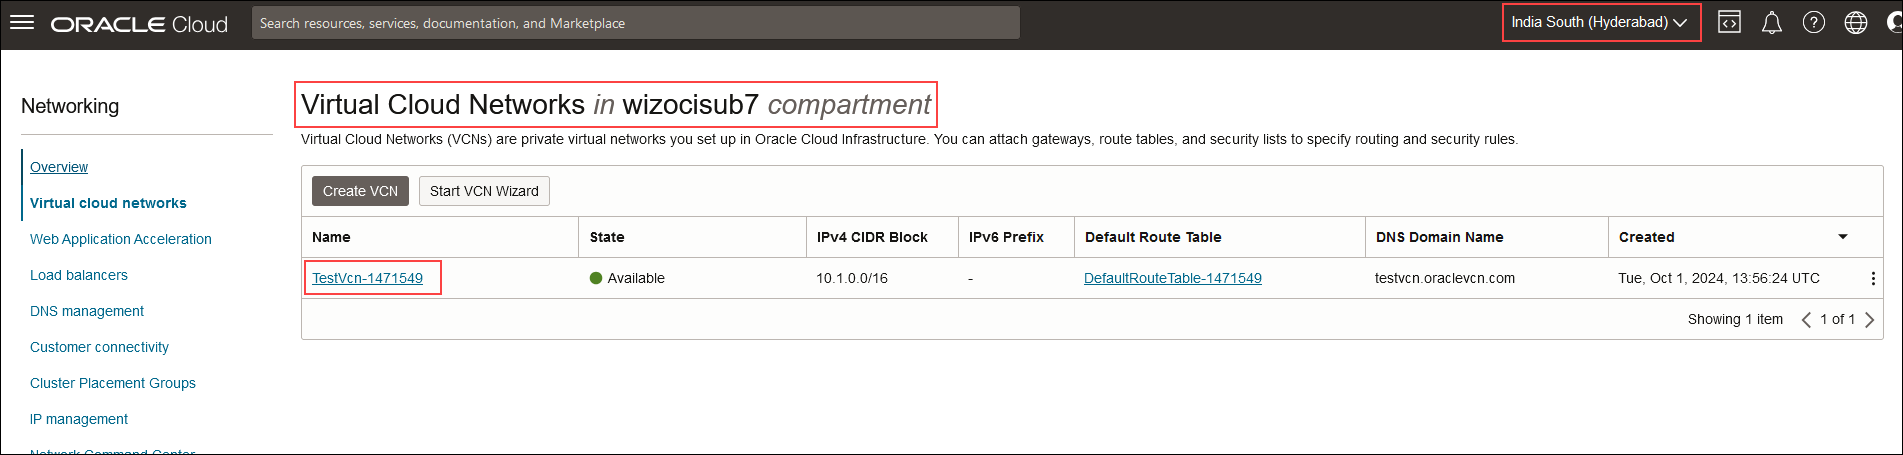 ORACLE Cloud
Search resources, services, documentation, and Marketplace
India South (Hyderabad)
Networking
Overview
Virtual cloud networks
Web Application Acceleration
Load balancers
DNS management
Customer connectivity
Cluster Placement Groups
IP management
Network Command Center
Virtual Cloud Networks in wizocisub7 compartment
Virtual Cloud Networks (VCNs) are private virtual networks you set up in Oracle Cloud Infrastructure. You can attach gateways, route tables, and security lists to specify routing and security rules.
Create VCN Start VCN Wizard
Name State IPv4 CIDR Block IPv6 Prefix Default Route Table DNS Domain Name Created
TestVcn-1471549 Available 10.1.0.0/16 - DefaultRouteTable-1471549 testvcn.oraclevcn.com Tue, Oct 1, 2024, 13:56:24 UTC
Showing 1 item 1 of 1